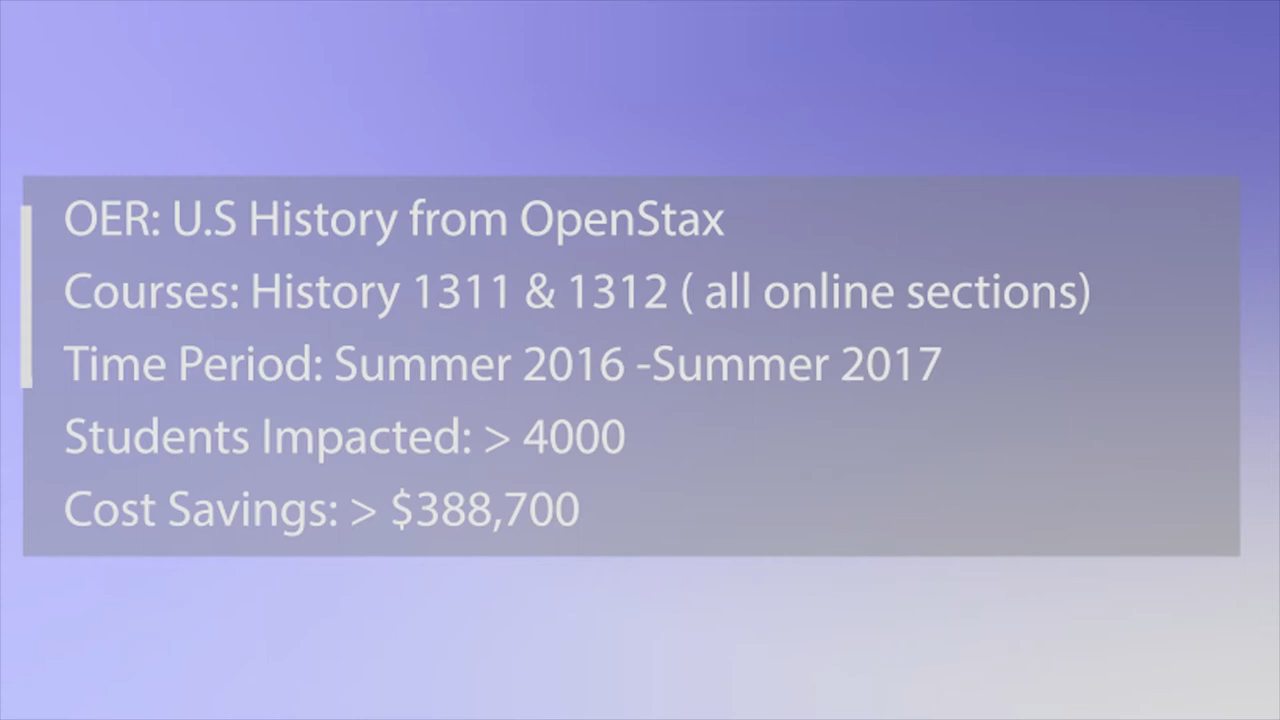 OER: U.S History from OpenStax
Courses: History 1311 & 1312 ( all online sections)
Time Period: Summer 2016 -Summer 2017
Students Impacted: > 4000
Cost Savings: > $388,700